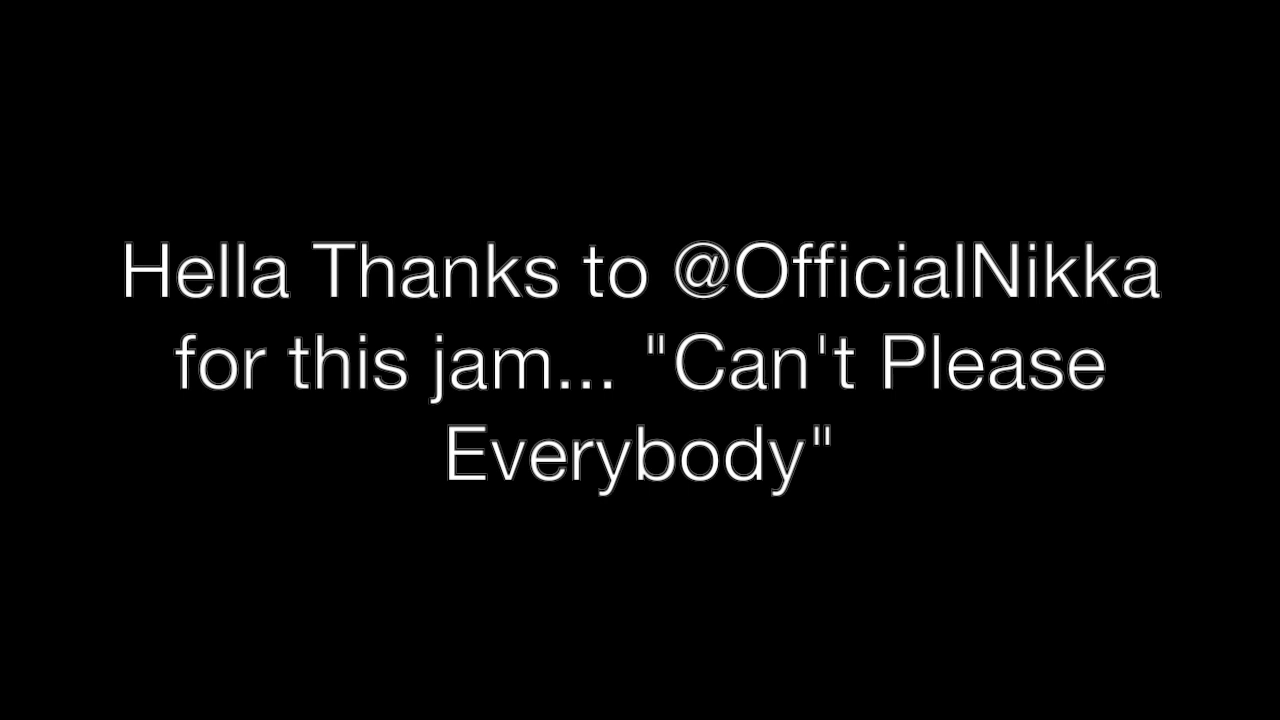 Hella Thanks to @OfficialNikka
for this jam... "Can't Please
Everybody"